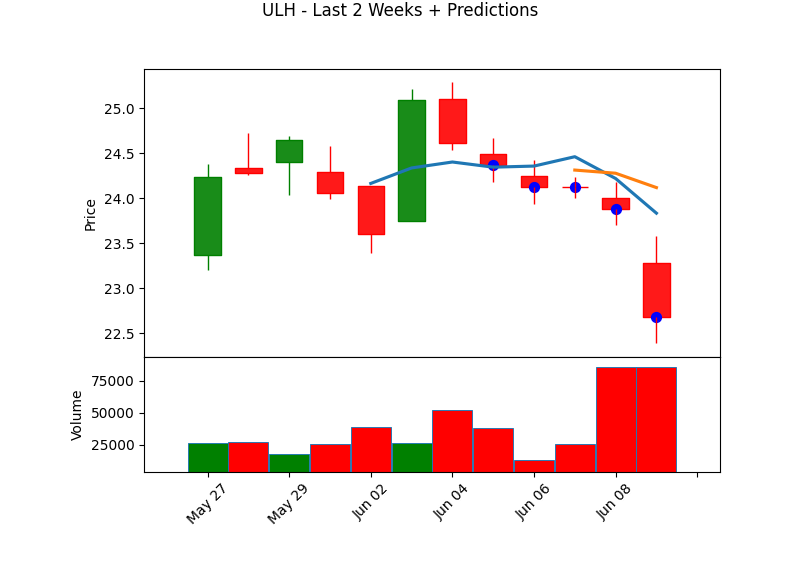 ULH - Last 2 Weeks + Predictions
Price
25.0
24.5
24.0
23.5
23.0
22.5
Volume
75000
50000
25000
May 27
May 29
Jun 02
Jun 04
Jun 06
Jun 08